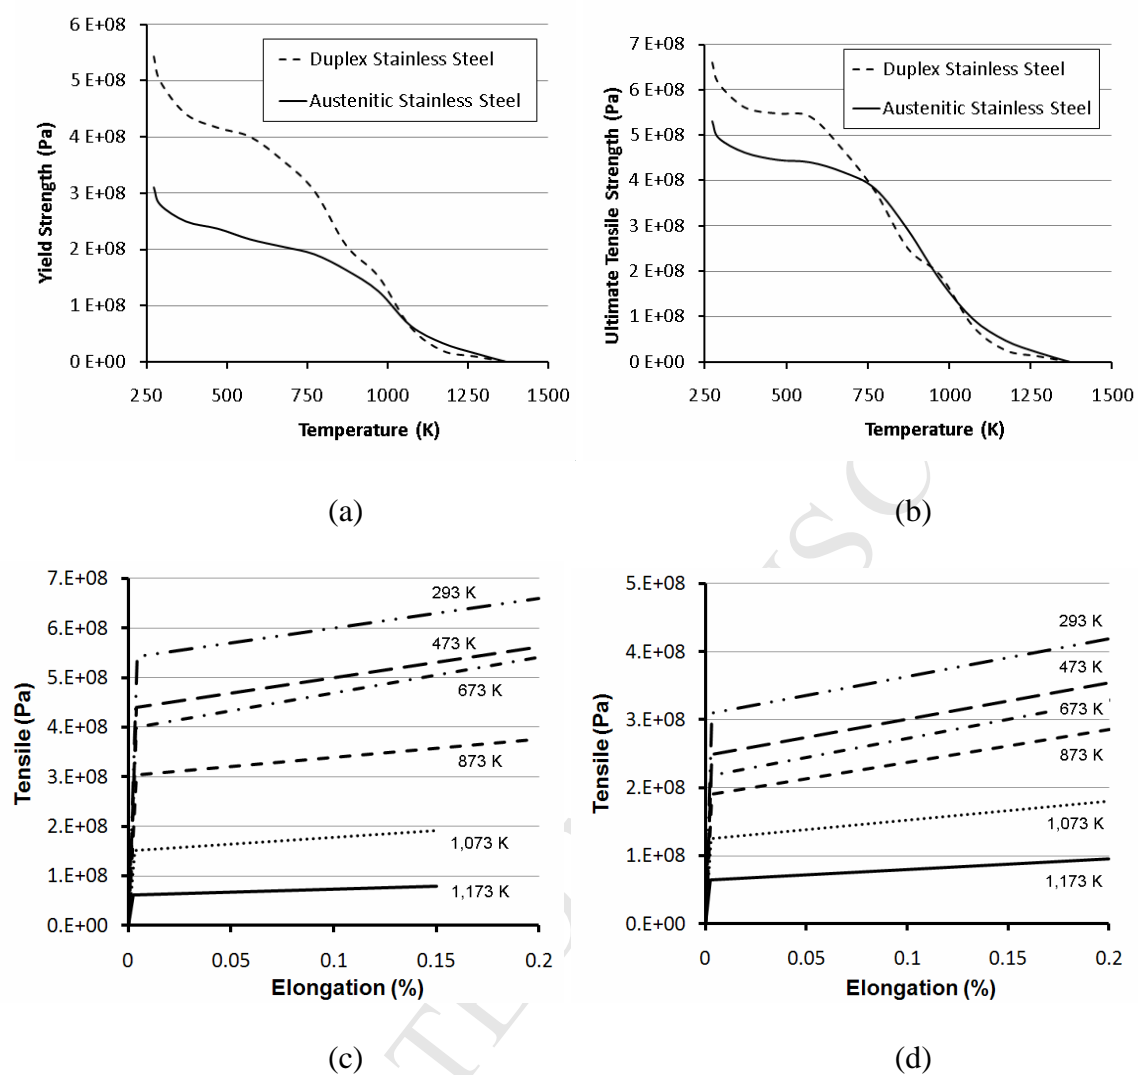 6 E+08
5 E+08
4 E+08
3 E+08
2 E+08
1 E+08
0 E+00
Yield Strength (Pa)
Duplex Stainless Steel
Austenitic Stainless Steel
250 500 750 1000 1250 1500
Temperature (K)
(a)
7 E+08
6 E+08
5 E+08
4 E+08
3 E+08
2 E+08
1 E+08
0 E+00
Ultimate Tensile Strength (Pa)
Duplex Stainless Steel
Austenitic Stainless Steel
250 500 750 1000 1250 1500
Temperature (K)
(b)
7.E+08
6.E+08
5.E+08
4.E+08
3.E+08
2.E+08
1.E+08
0.E+00
Tensile (Pa)
293 K
473 K
673 K
873 K
1,073 K
1,173 K
0 0.05 0.1 0.15 0.2
Elongation (%)
(c)
5.E+08
4.E+08
3.E+08
2.E+08
1.E+08
0.E+00
Tensile (Pa)
293 K
473 K
673 K
873 K
1,073 K
1,173 K
0 0.05 0.1 0.15 0.2
Elongation (%)
(d)